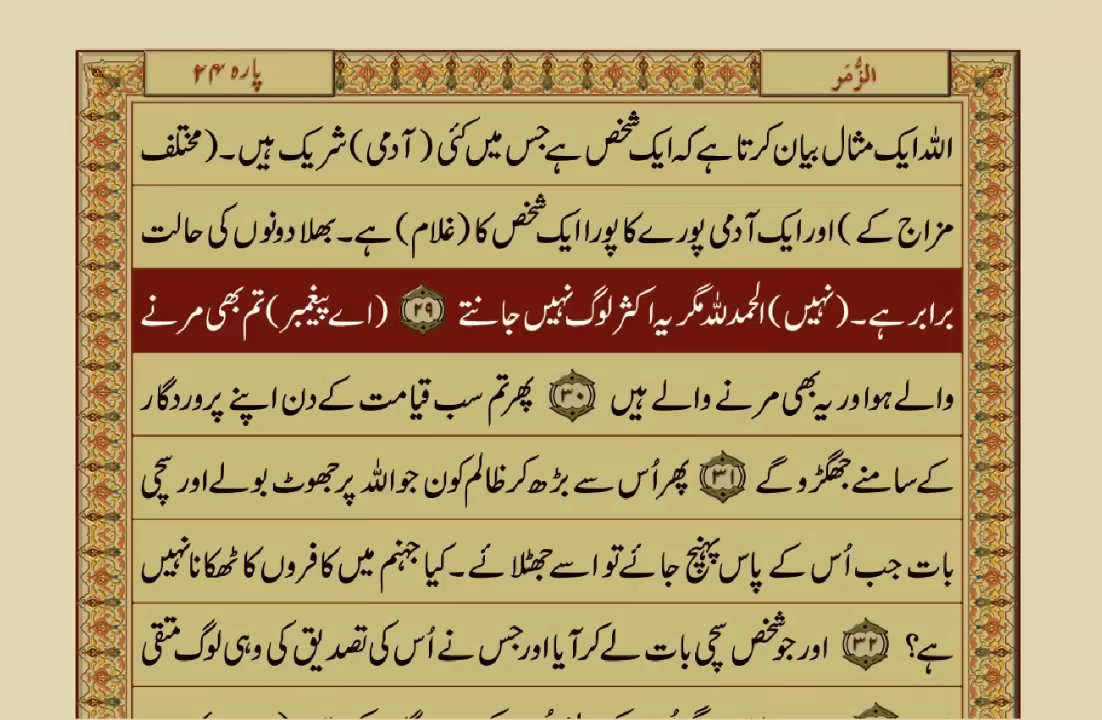 الزُّمَر
پارہ ۲۴
اللہ ایک مثال بیان کرتا ہے کہ ایک شخص ہے جس میں کئی (آدمی) شریک ہیں۔ (مختلف
مزاج کے) اور ایک آدمی پورے کا پورا ایک شخص کا (غلام) ہے۔ بھلا دونوں کی حالت
برابر ہے۔ (نہیں) الحمدللہ مگر یہ اکثر لوگ نہیں جانتے ۲۹ (اے پیغمبر) تم بھی مرنے
والے ہو اور یہ بھی مرنے والے ہیں ۳۰ پھر تم سب قیامت کے دن اپنے پروردگار
کے سامنے جھگڑو گے ۳۱ پھر اُس سے بڑھ کر ظالم کون جو اللہ پر جھوٹ بولے اور سچی
بات جب اُس کے پاس پہنچ جائے تو اسے جھٹلائے۔ کیا جہنم میں کافروں کا ٹھکانا نہیں
ہے؟ ۳۲ اور جو شخص سچی بات لے کر آیا اور جس نے اُس کی تصدیق کی وہی لوگ متقی